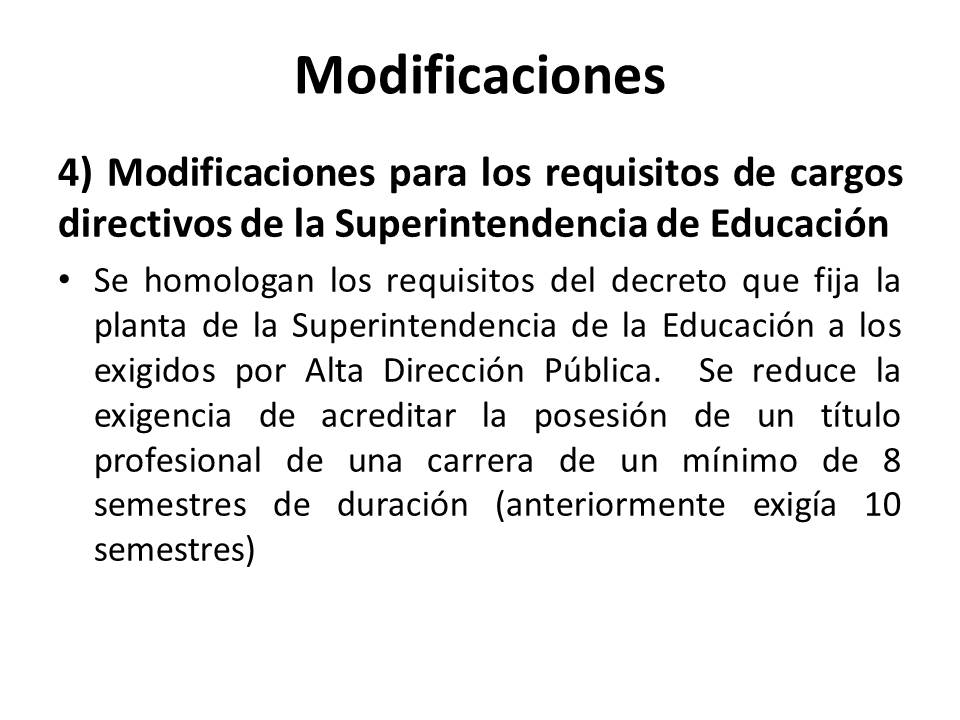 Modificaciones
4) Modificaciones para los requisitos de cargos
directivos de la Superintendencia de Educación
• Se homologan los requisitos del decreto que fija la
planta de la Superintendencia de la Educación a los
exigidos por Alta Dirección Pública. Se reduce la
exigencia de acreditar la posesión de un título
profesional de una carrera de un mínimo de 8
semestres de duración (anteriormente exigía 10
semestres)